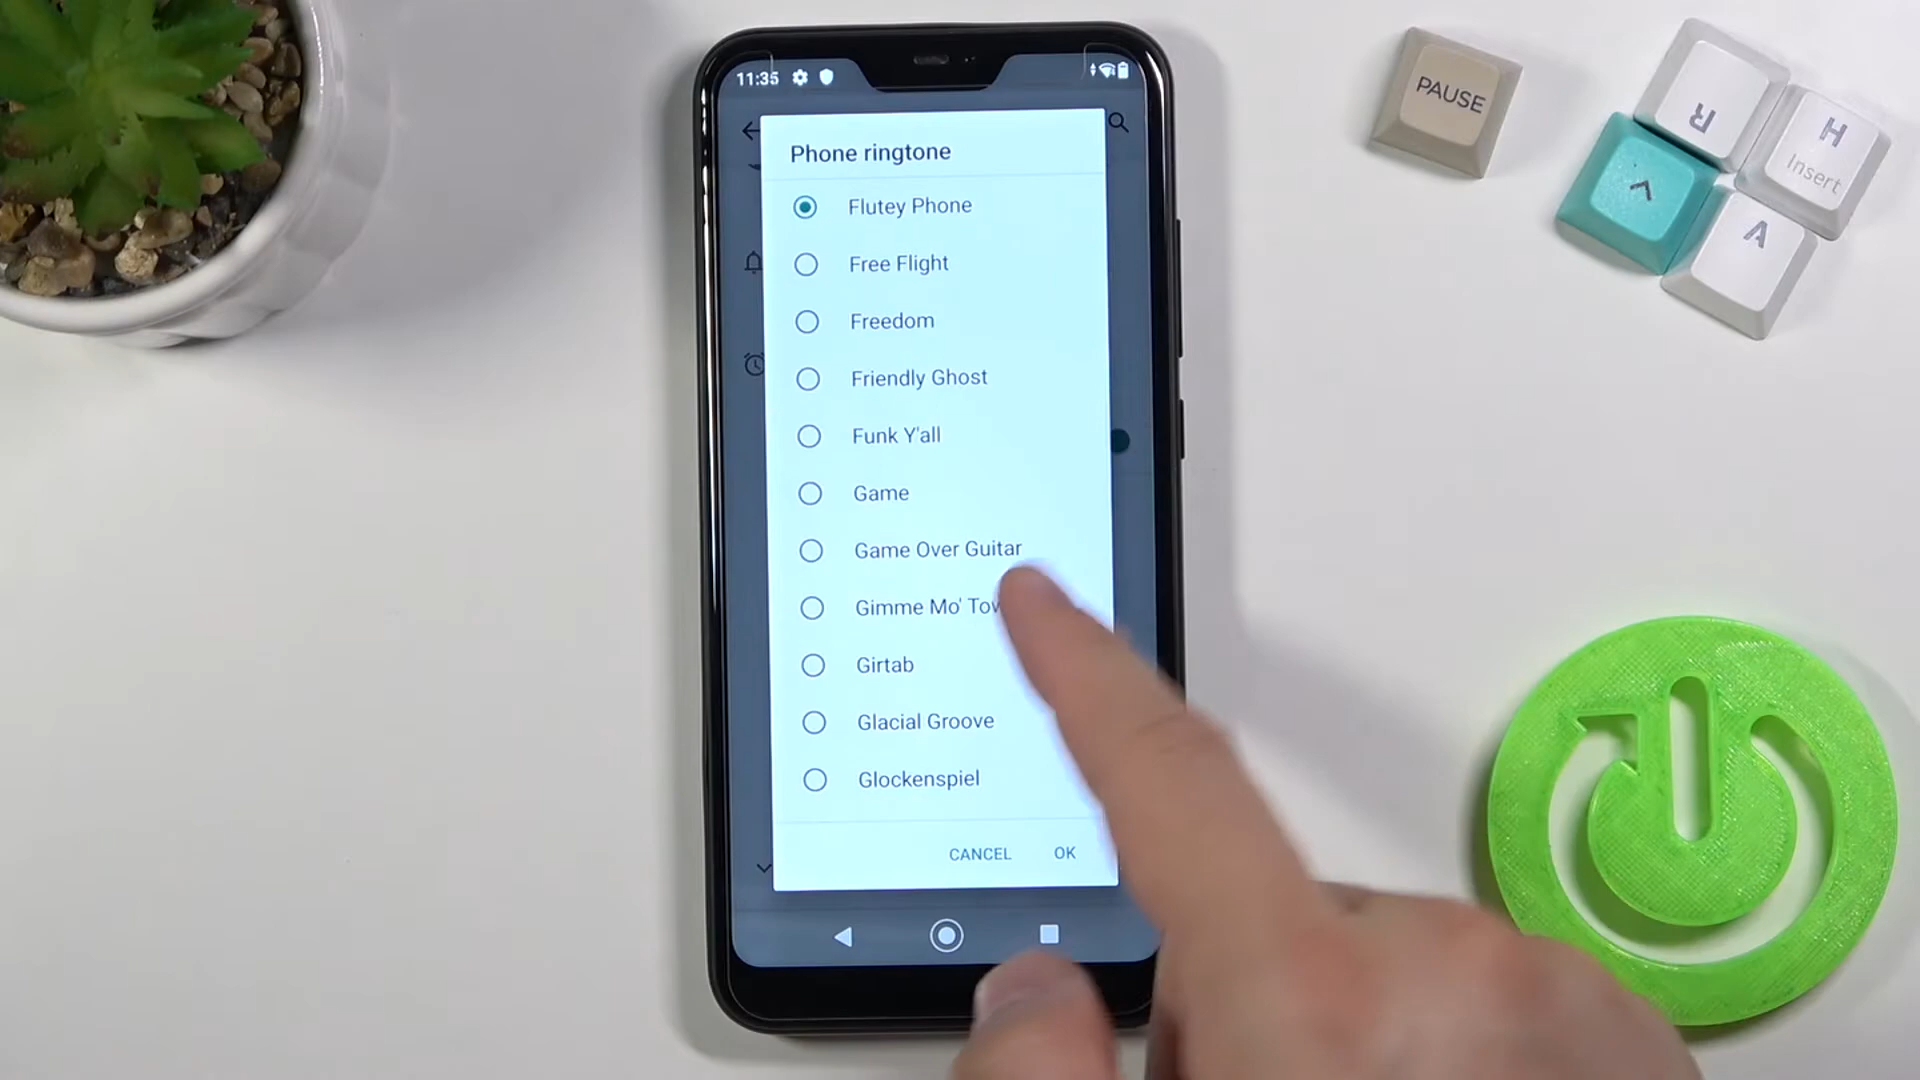 11:35
Phone ringtone
Flutey Phone
Free Flight
Freedom
Friendly Ghost
Funk Y'all
Game
Game Over Guitar
Gimme Mo'
Girtab
Glacial Groove
Glockenspiel
CANCEL OK
PAUSE
R
H
Insert
A